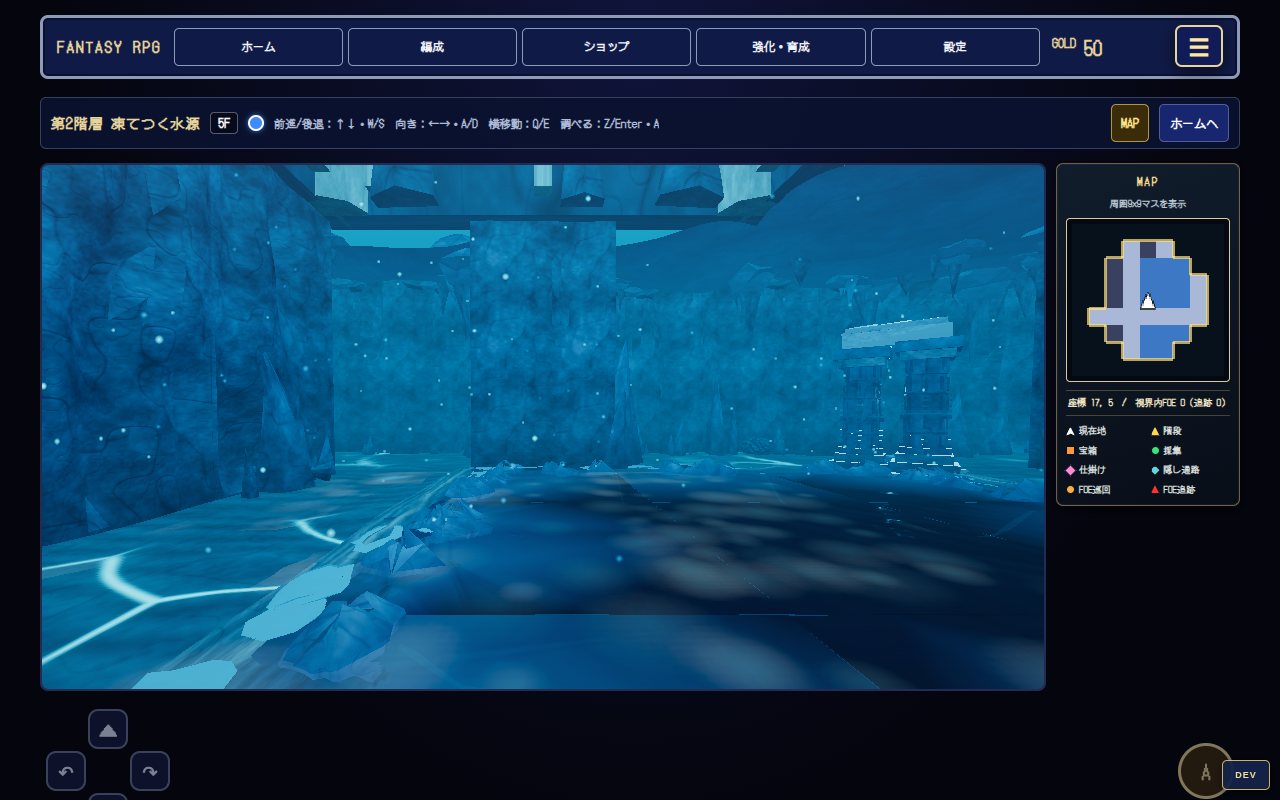 FANTASY RPG
ホーム
編成
ショップ
強化・育成
設定
GOLD 50
第2階層 凍てつく水源
5F
前進/後退：↑↓・W/S 向き：←→・A/D 横移動：Q/E 調べる：Z/Enter・A
MAP
ホームへ
MAP
周囲9x9マスを表示
座標 17, 5 / 視界内FOE 0 (追跡 0)
現在地
階段
宝箱
採集
仕掛け
隠し通路
FOE巡回
FOE追跡
A
DEV